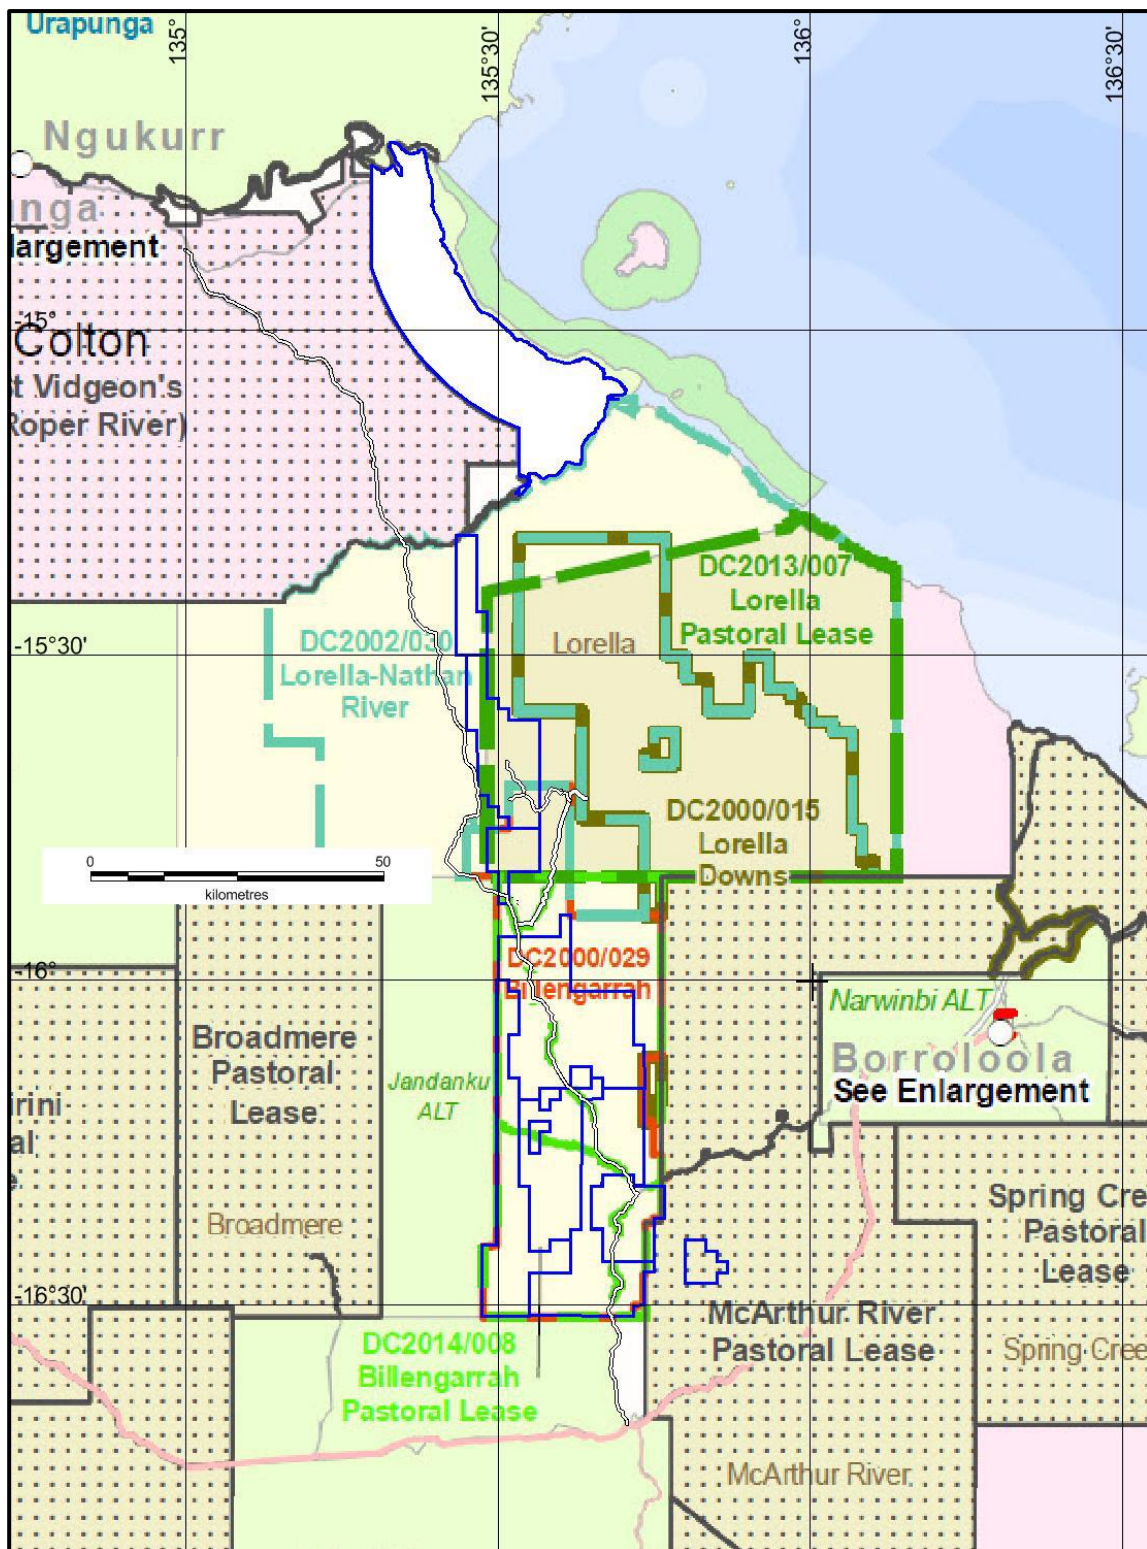 Urapunga
135°
135°30'
136°
136°30'
Ngukurr
largement
-15°
Colton
st Vidgeon's
Roper River)
DC2013/007
Lorella
Pastoral Lease
Lorella
-15°30'
DC2002/030
Lorella-Nathan
River
DC2000/015
Lorella
Downs
0
50
kilometres
DC2000/029
Billengarrah
-16°
Narwinbi ALT
Borroloola
See Enlargement
Broadmere
Pastoral
Lease
Jandanku
ALT
irini
al
Broadmere
Spring Cre
Pastoral
Lease
-16°30'
McArthur River
Pastoral Lease
Spring Cree
DC2014/008
Billengarrah
Pastoral Lease
McArthur River